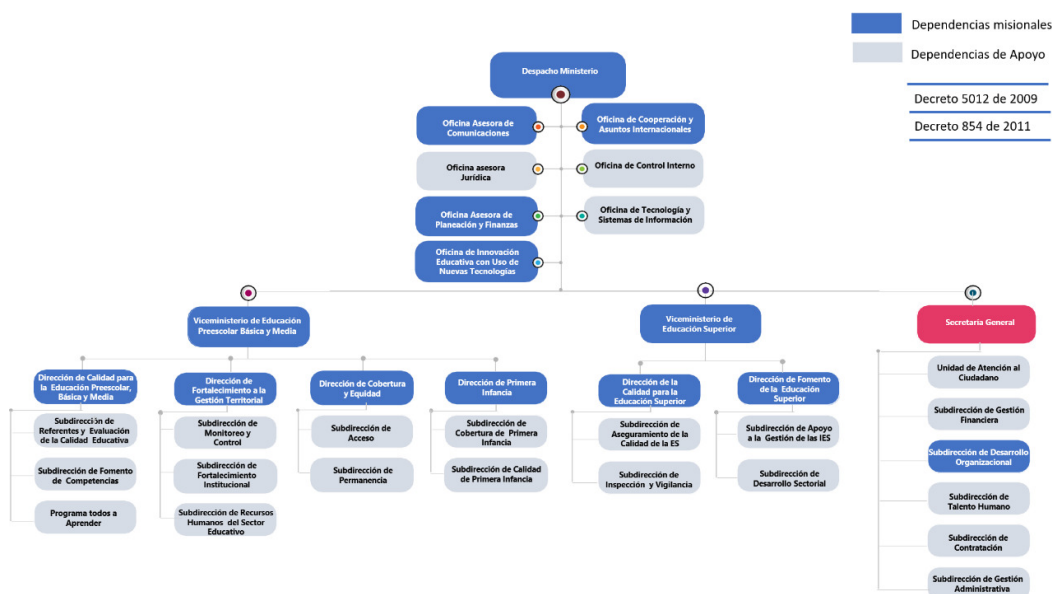 Dependencias misionales
Dependencias de Apoyo
Decreto 5012 de 2009
Decreto 854 de 2011
Despacho Ministerio
Oficina Asesora de
Comunicaciones
Oficina de Cooperación y
Asuntos Internacionales
Oficina asesora
Jurídica
Oficina de Control Interno
Oficina Asesora de
Planeación y Finanzas
Oficina de Tecnología y
Sistemas de Información
Oficina de Innovación
Educativa con Uso de
Nuevas Tecnologías
Viceministerio de Educación
Preescolar Básica y Media
Viceministerio de
Educación Superior
Secretaría General
Dirección de Calidad para
la Educación Preescolar,
Básica y Media
Subdirección de
Referentes y Evaluación
de la Calidad Educativa
Subdirección de Fomento
de Competencias
Programa todos a
Aprender
Dirección de
Fortalecimiento a la
Gestión Territorial
Subdirección de
Monitoreo y
Control
Subdirección de
Fortalecimiento
Institucional
Subdirección de Recursos
Humanos del Sector
Educativo
Dirección de Cobertura
y Equidad
Subdirección de
Acceso
Subdirección de
Permanencia
Dirección de Primera
Infancia
Subdirección de
Cobertura de Primera
Infancia
Subdirección de Calidad
de Primera Infancia
Dirección de la
Calidad para la
Educación Superior
Subdirección de
Aseguramiento de la
Calidad de la ES
Subdirección de
Inspección y Vigilancia
Dirección de Fomento
de la Educación
Superior
Subdirección de Apoyo
a la Gestión de las IES
Subdirección de
Desarrollo Sectorial
Unidad de Atención al
Ciudadano
Subdirección de Gestión
Financiera
Subdirección de Desarrollo
Organizacional
Subdirección de
Talento Humano
Subdirección de
Contratación
Subdirección de Gestión
Administrativa